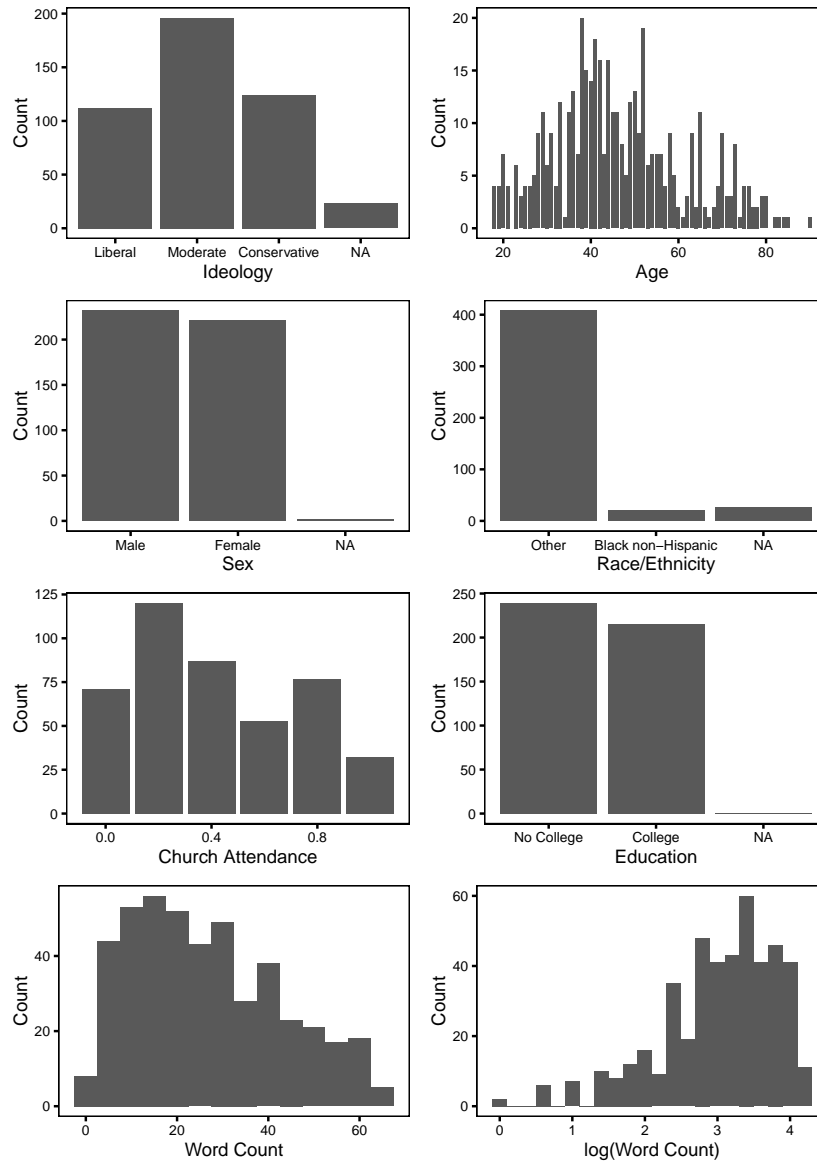 200
150
100
50
0
Count
Liberal Moderate Conservative NA
Ideology
20
15
10
5
0
Count
20 40 60 80
Age
200
150
100
50
0
Count
Male Female NA
Sex
400
300
200
100
0
Count
Other Black non−Hispanic NA
Race/Ethnicity
125
100
75
50
25
0
Count
0.0 0.4 0.8
Church Attendance
250
200
150
100
50
0
Count
No College College NA
Education
40
20
0
Count
0 20 40 60
Word Count
60
40
20
0
Count
0 1 2 3 4
log(Word Count)